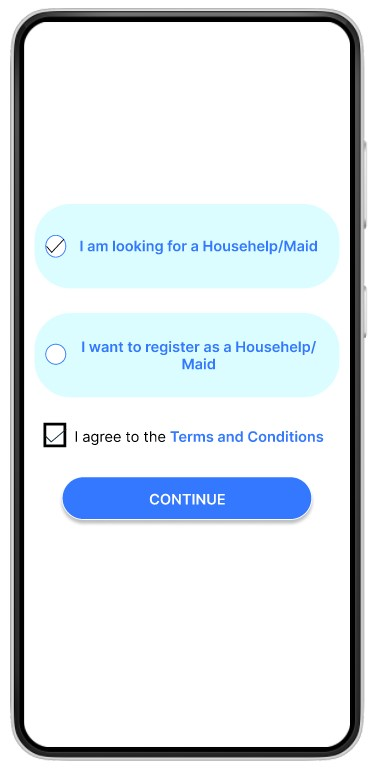 I am looking for a Househelp/Maid
I want to register as a Househelp/
Maid
I agree to the Terms and Conditions
CONTINUE